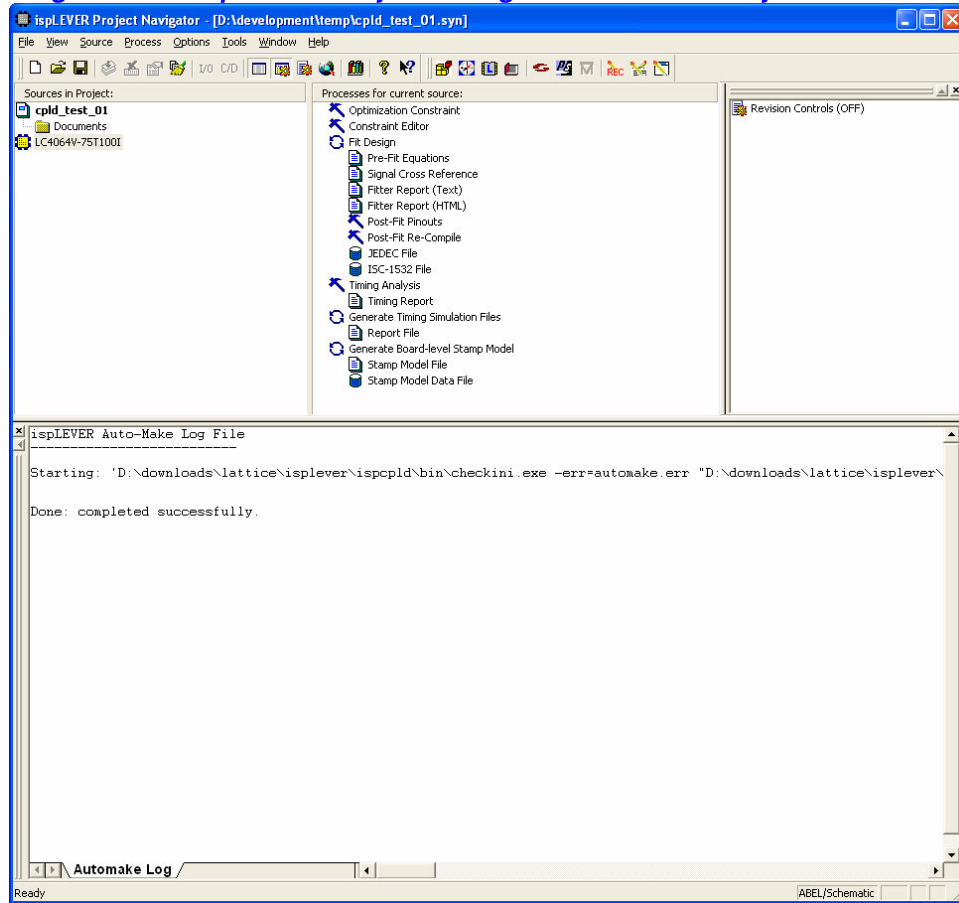 ispLEVER Project Navigator - [D:\development\temp\cpld_test_01.syn]
File View Source Process Options Tools Window Help
I/O C/D REC
Sources in Project:
cpld_test_01
Documents
LC4064V-75T100I
Processes for current source:
Optimization Constraint
Constraint Editor
Fit Design
Pre-Fit Equations
Signal Cross Reference
Fitter Report (Text)
Fitter Report (HTML)
Post-Fit Pinouts
Post-Fit Re-Compile
JEDEC File
ISC-1532 File
Timing Analysis
Timing Report
Generate Timing Simulation Files
Report File
Generate Board-level Stamp Model
Stamp Model File
Stamp Model Data File
Revision Controls (OFF)
ispLEVER Auto-Make Log File
---------------------------
Starting: 'D:\downloads\lattice\isplever\ispcpld\bin\checkini.exe -err=automake.err "D:\downloads\lattice\isplever\
Done: completed successfully.
Automake Log
Ready
ABEL/Schematic